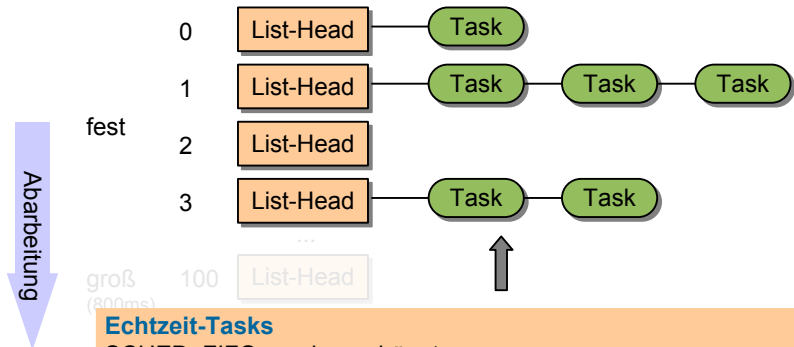 0 List-Head Task
1 List-Head Task Task Task
fest
2 List-Head
3 List-Head Task Task
Abarbeitung
...
groß 100 List-Head
(800ms)
Echtzeit-Tasks